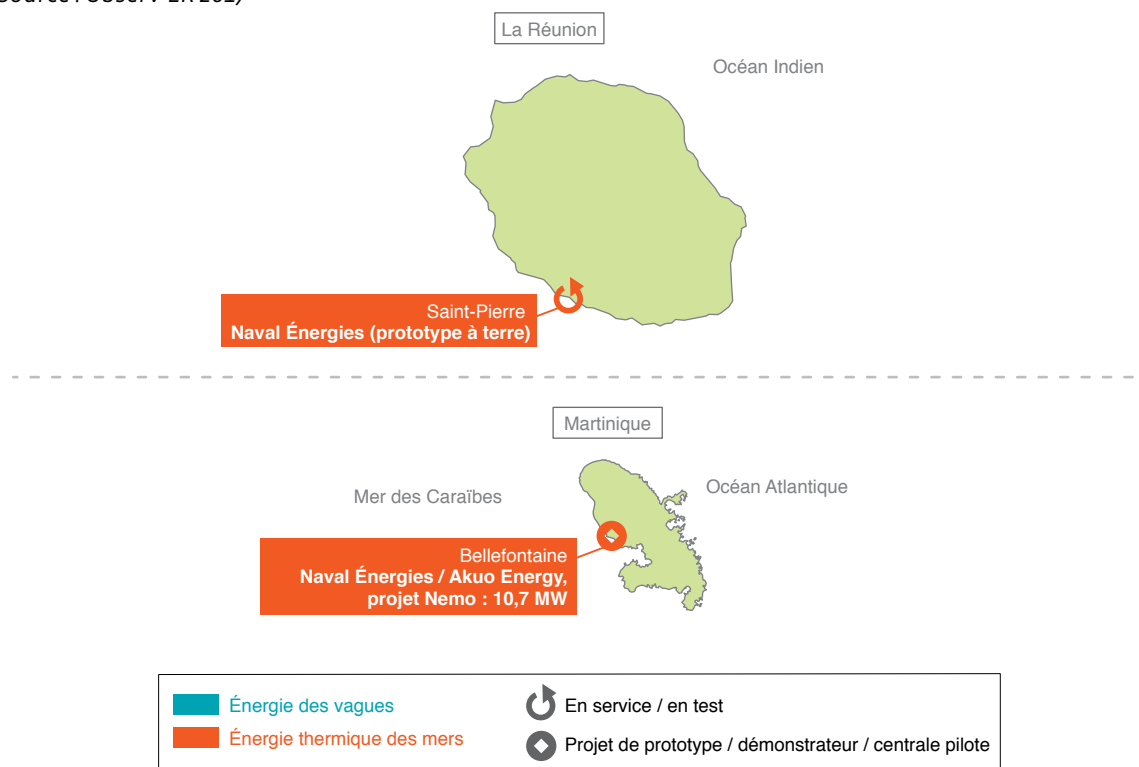 La Réunion
Océan Indien
Saint-Pierre
Naval Énergies (prototype à terre)
Martinique
Mer des Caraïbes
Océan Atlantique
Bellefontaine
Naval Énergies / Akuo Energy,
projet Nemo : 10,7 MW
Énergie des vagues
En service / en test
Énergie thermique des mers
Projet de prototype / démonstrateur / centrale pilote